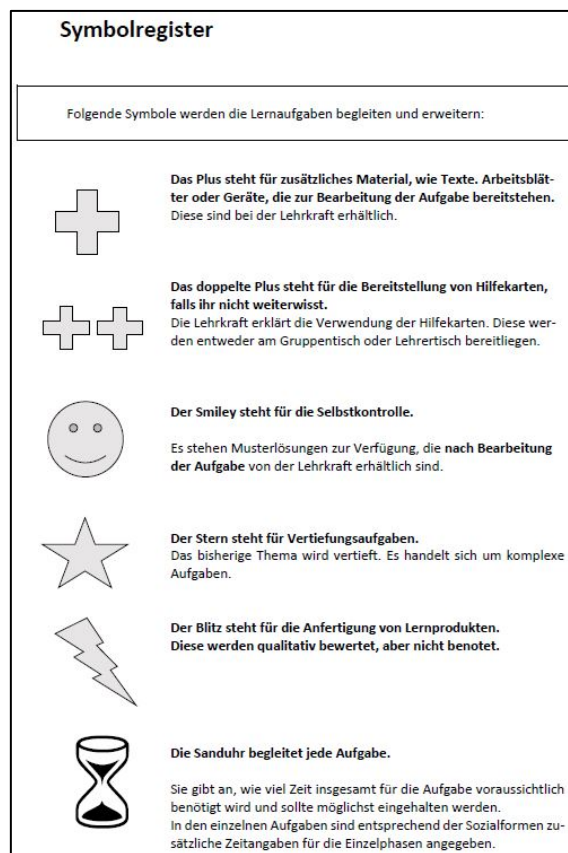 Symbolregister
Folgende Symbole werden die Lernaufgaben begleiten und erweitern:
Das Plus steht für zusätzliches Material, wie Texte. Arbeitsblät-
ter oder Geräte, die zur Bearbeitung der Aufgabe bereitstehen.
Diese sind bei der Lehrkraft erhältlich.
Das doppelte Plus steht für die Bereitstellung von Hilfekarten,
falls ihr nicht weiterwisst.
Die Lehrkraft erklärt die Verwendung der Hilfekarten. Diese wer-
den entweder am Gruppentisch oder Lehrertisch bereitliegen.
Der Smiley steht für die Selbstkontrolle.
Es stehen Musterlösungen zur Verfügung, die nach Bearbeitung
der Aufgabe von der Lehrkraft erhältlich sind.
Der Stern steht für Vertiefungsaufgaben.
Das bisherige Thema wird vertieft. Es handelt sich um komplexe
Aufgaben.
Der Blitz steht für die Anfertigung von Lernprodukten.
Diese werden qualitativ bewertet, aber nicht benotet.
Die Sanduhr begleitet jede Aufgabe.
Sie gibt an, wie viel Zeit insgesamt für die Aufgabe voraussichtlich
benötigt wird und sollte möglichst eingehalten werden.
In den einzelnen Aufgaben sind entsprechend der Sozialformen zu-
sätzliche Zeitangaben für die Einzelphasen angegeben.